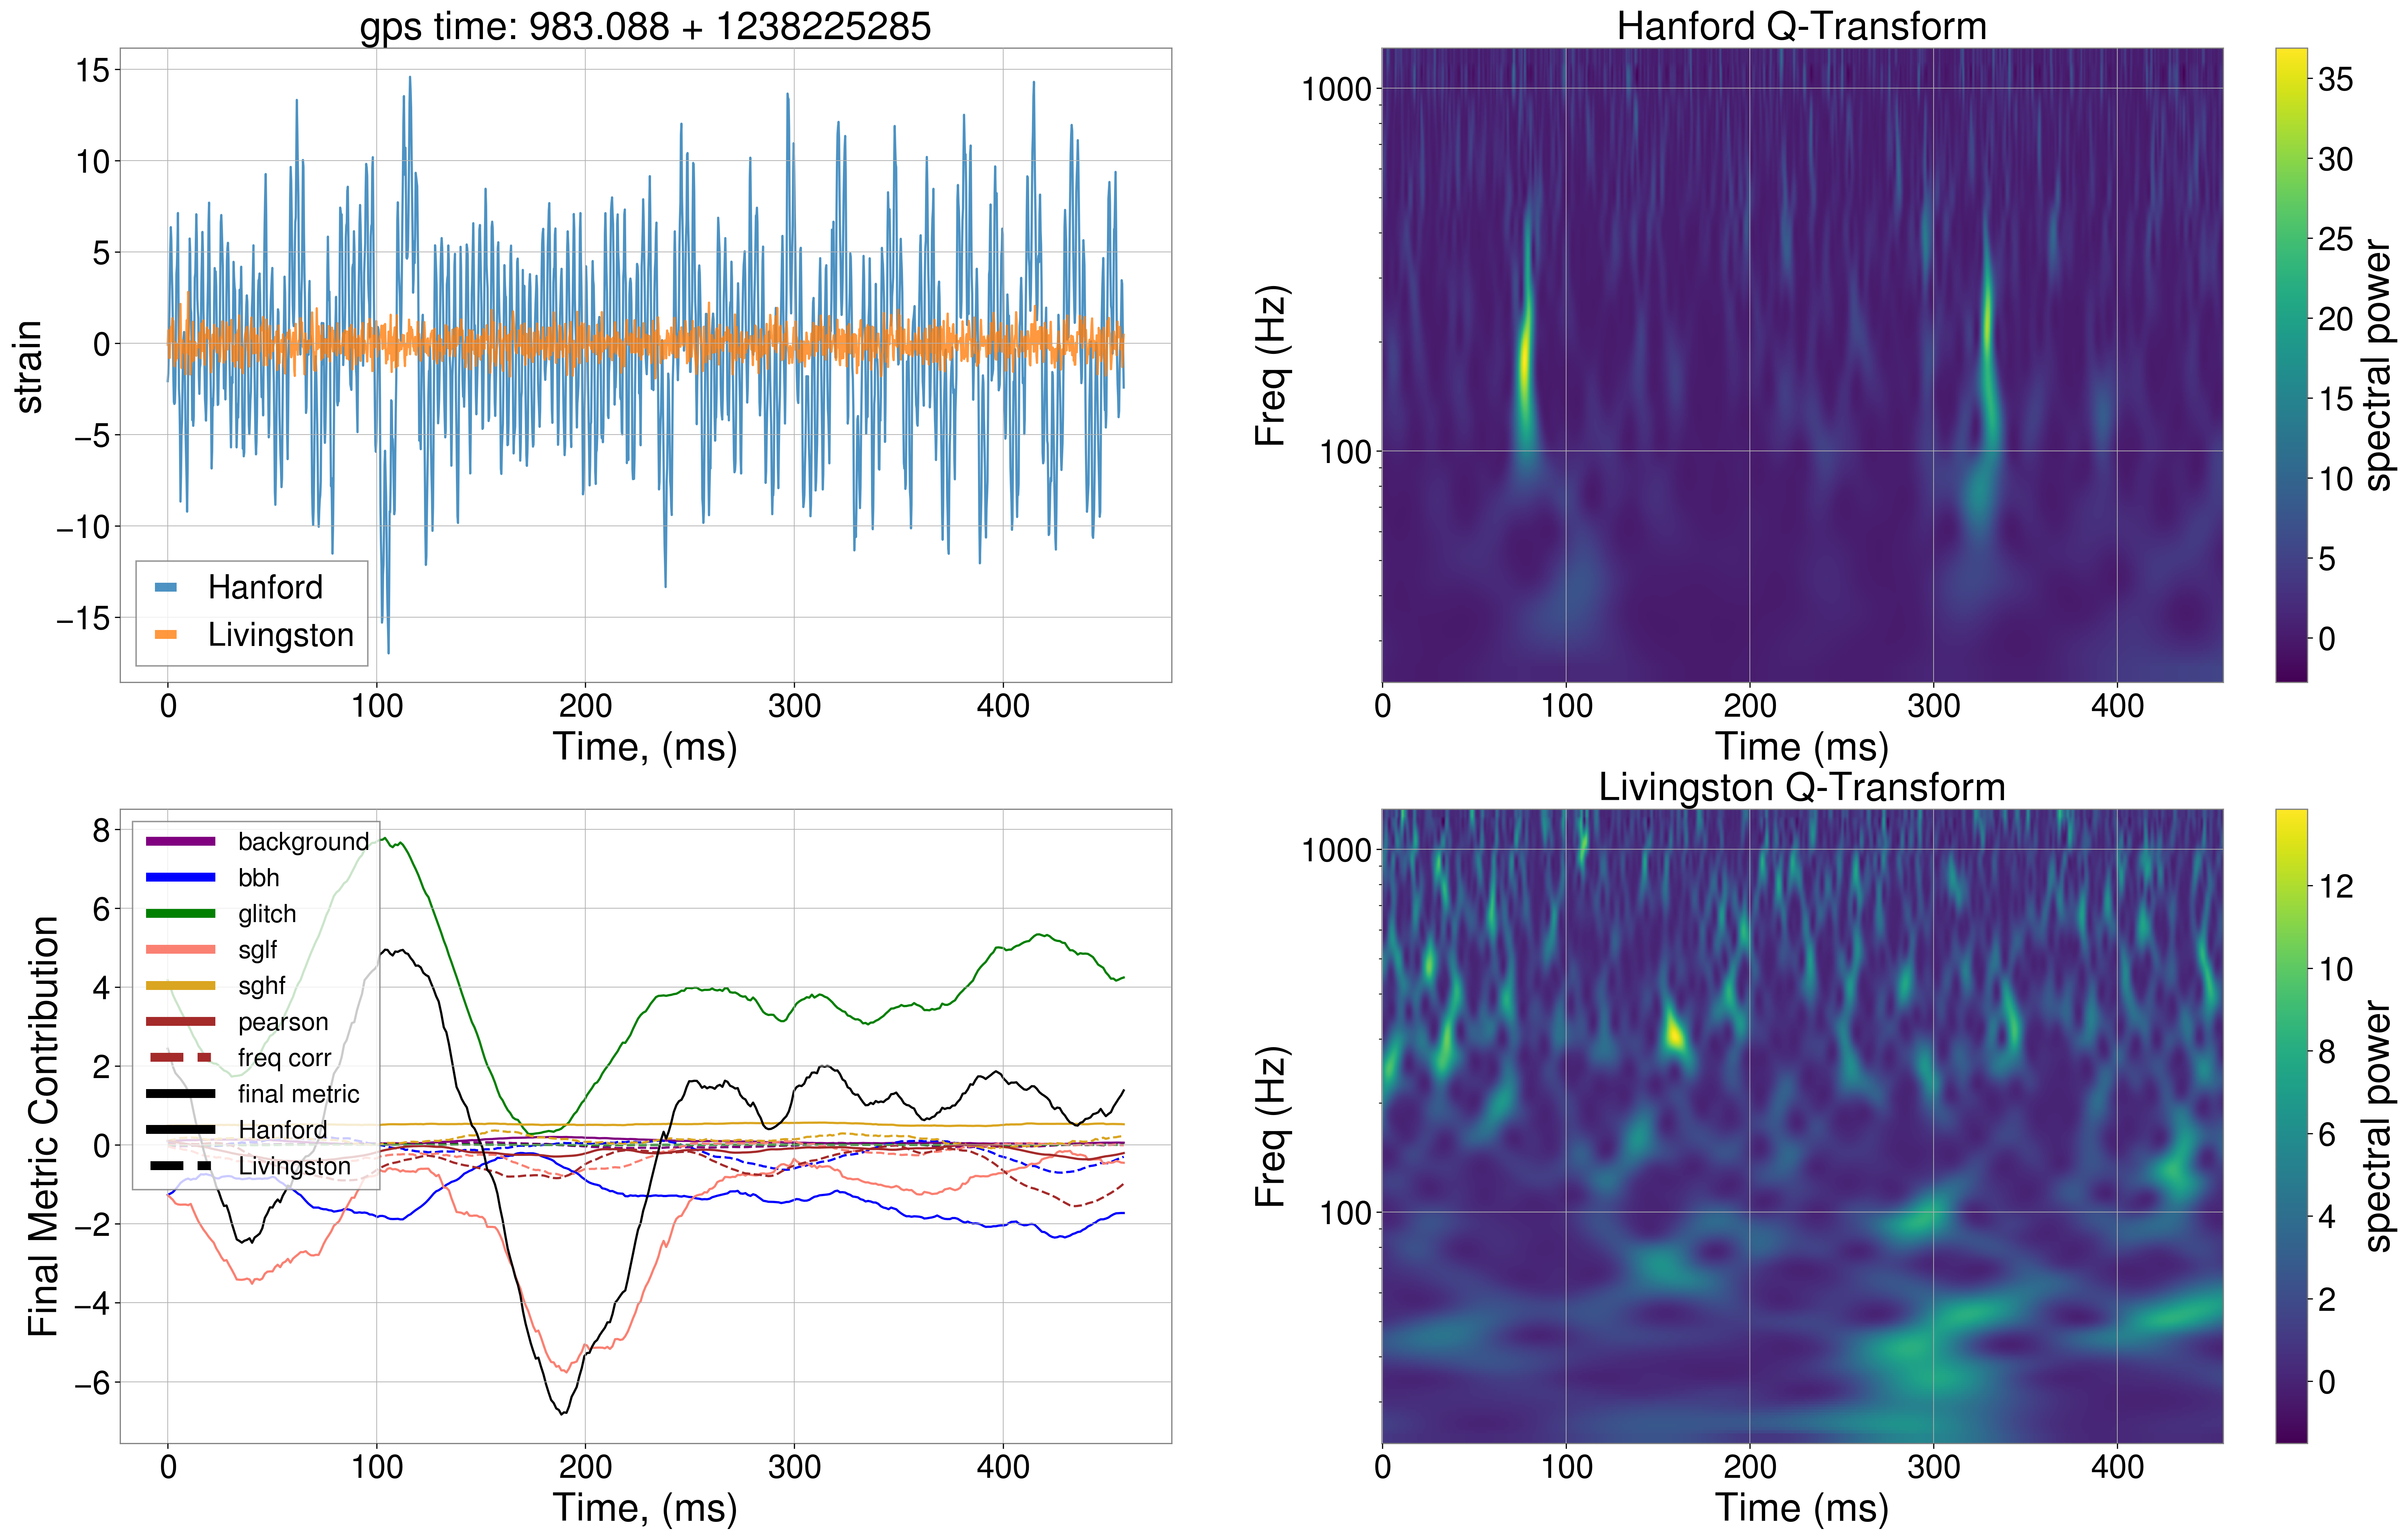 gps time: 983.088 + 1238225285
15
10
5
0
−5
−10
−15
strain
Hanford
Livingston
0 100 200 300 400
Time, (ms)
Hanford Q-Transform
1000
100
Freq (Hz)
0 100 200 300 400
Time (ms)
35
30
25
20
15
10
5
0
spectral power
8
6
4
2
0
−2
−4
−6
Final Metric Contribution
background
bbh
glitch
sglf
sghf
pearson
freq corr
final metric
Hanford
Livingston
0 100 200 300 400
Time, (ms)
Livingston Q-Transform
1000
100
Freq (Hz)
0 100 200 300 400
Time (ms)
12
10
8
6
4
2
0
spectral power